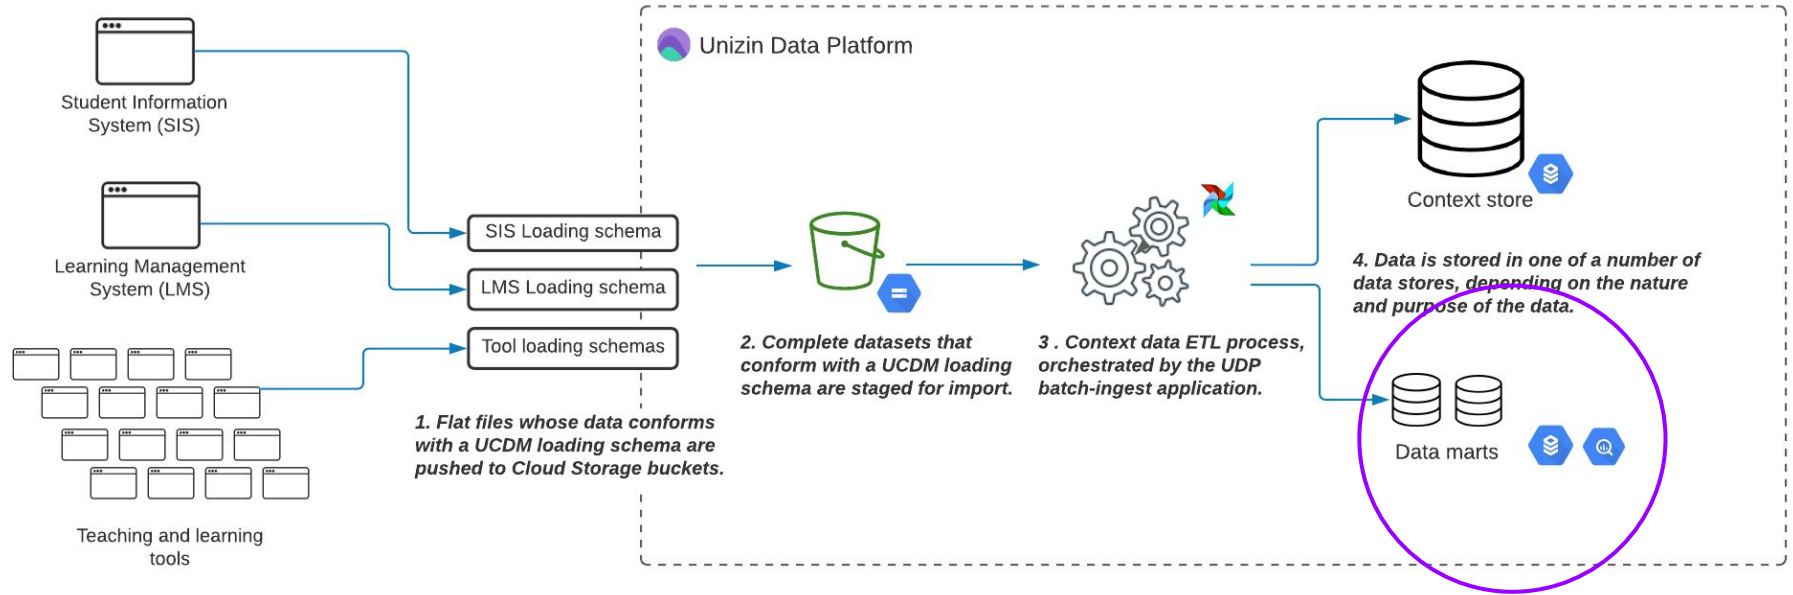 Unizin Data Platform
Student Information
System (SIS)
Learning Management
System (LMS)
Teaching and learning
tools
SIS Loading schema
LMS Loading schema
Tool loading schemas
1. Flat files whose data conforms
with a UCDM loading schema are
pushed to Cloud Storage buckets.
2. Complete datasets that
conform with a UCDM loading
schema are staged for import.
3 . Context data ETL process,
orchestrated by the UDP
batch-ingest application.
Context store
4. Data is stored in one of a number of
data stores, depending on the nature
and purpose of the data.
Data marts